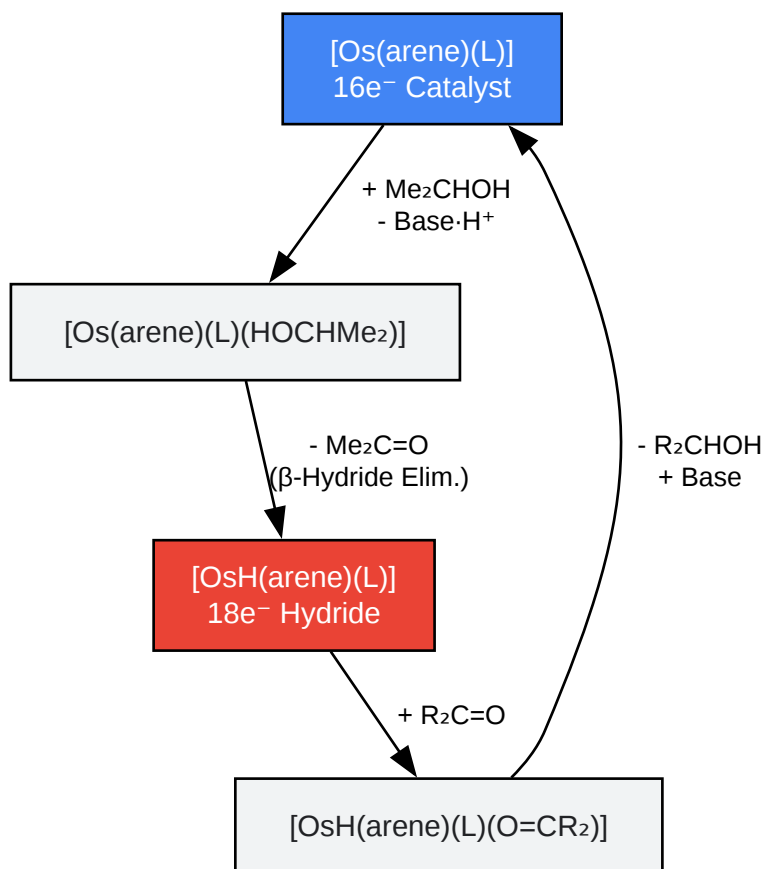 [Os(arene)(L)]
16e⁻ Catalyst
+ Me₂CHOH
- Base·H⁺
[Os(arene)(L)(HOCHMe₂)]
- Me₂C=O
(β-Hydride Elim.)
- R₂CHOH
+ Base
[OsH(arene)(L)]
18e⁻ Hydride
+ R₂C=O
[OsH(arene)(L)(O=CR₂)]